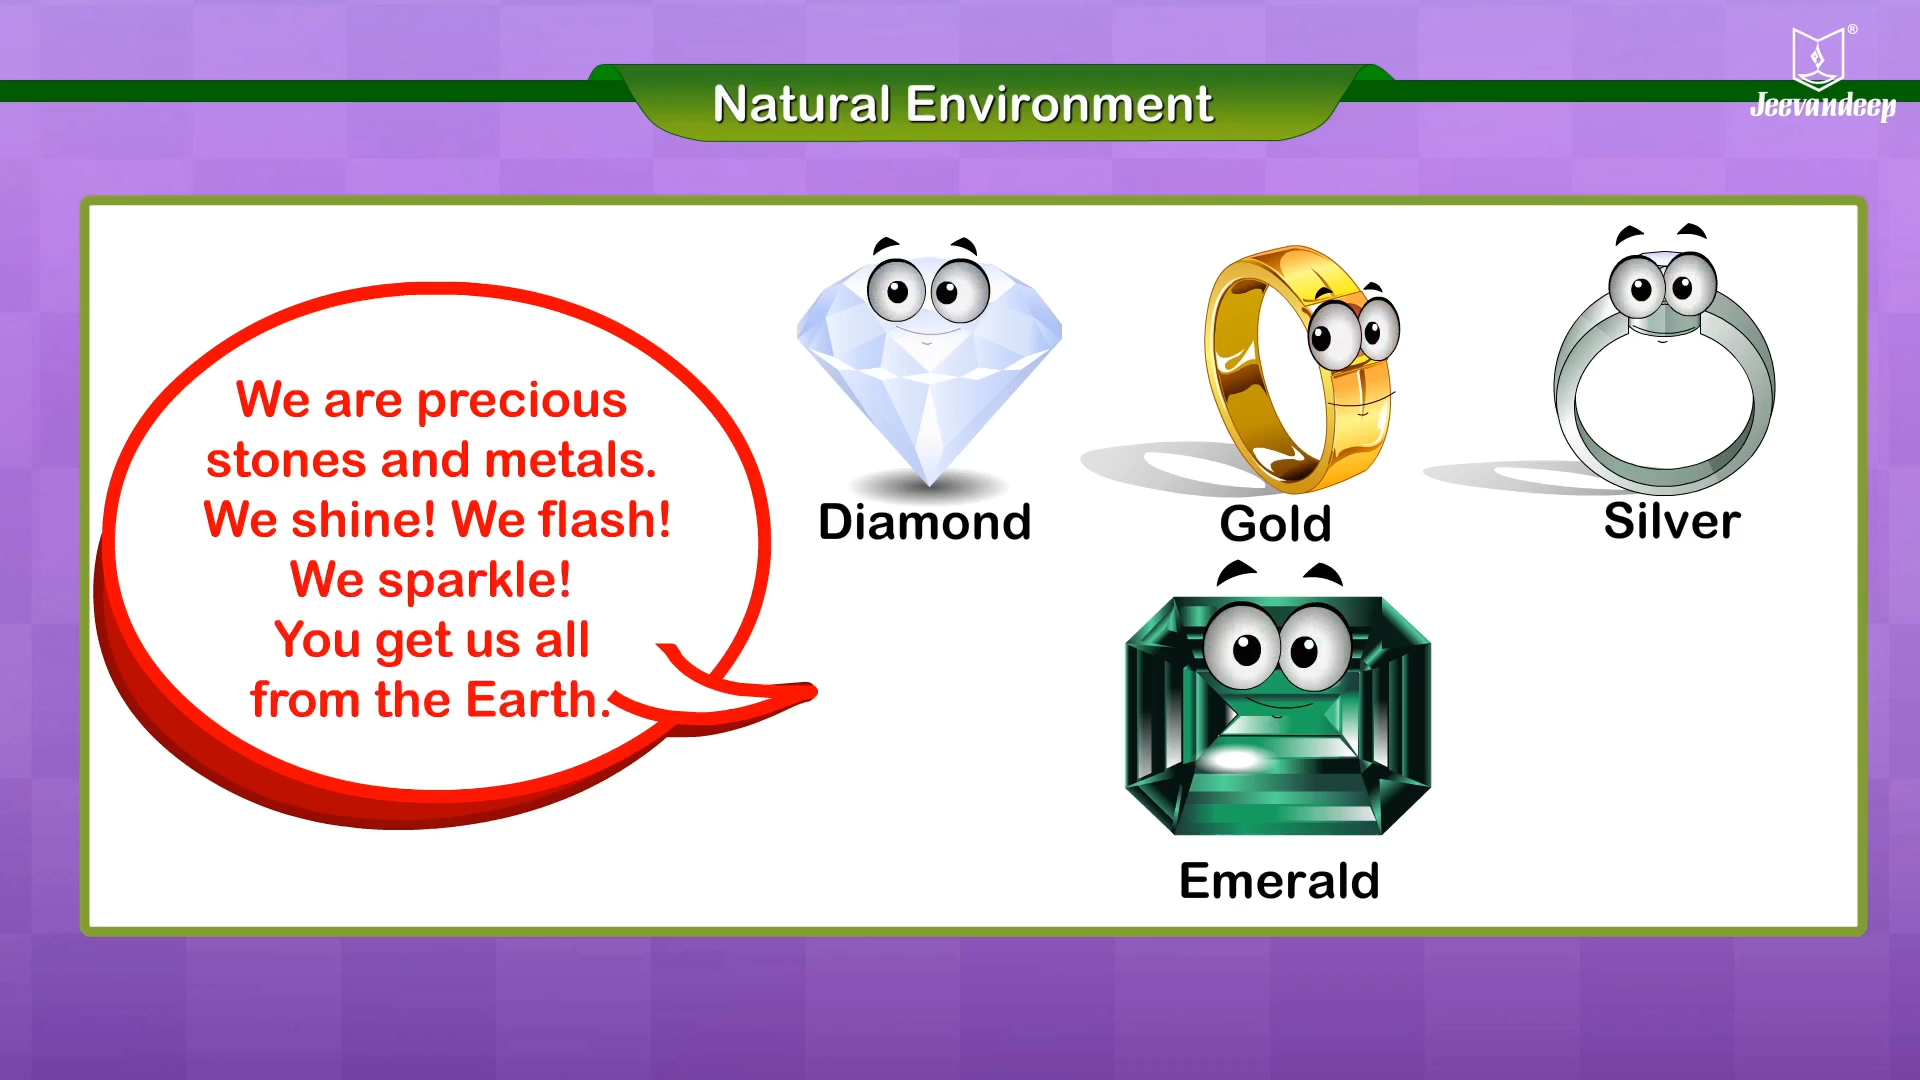 Natural Environment
®
Jeevandeep
We are precious
stones and metals.
We shine! We flash!
We sparkle!
You get us all
from the Earth.
Diamond
Gold
Silver
Emerald